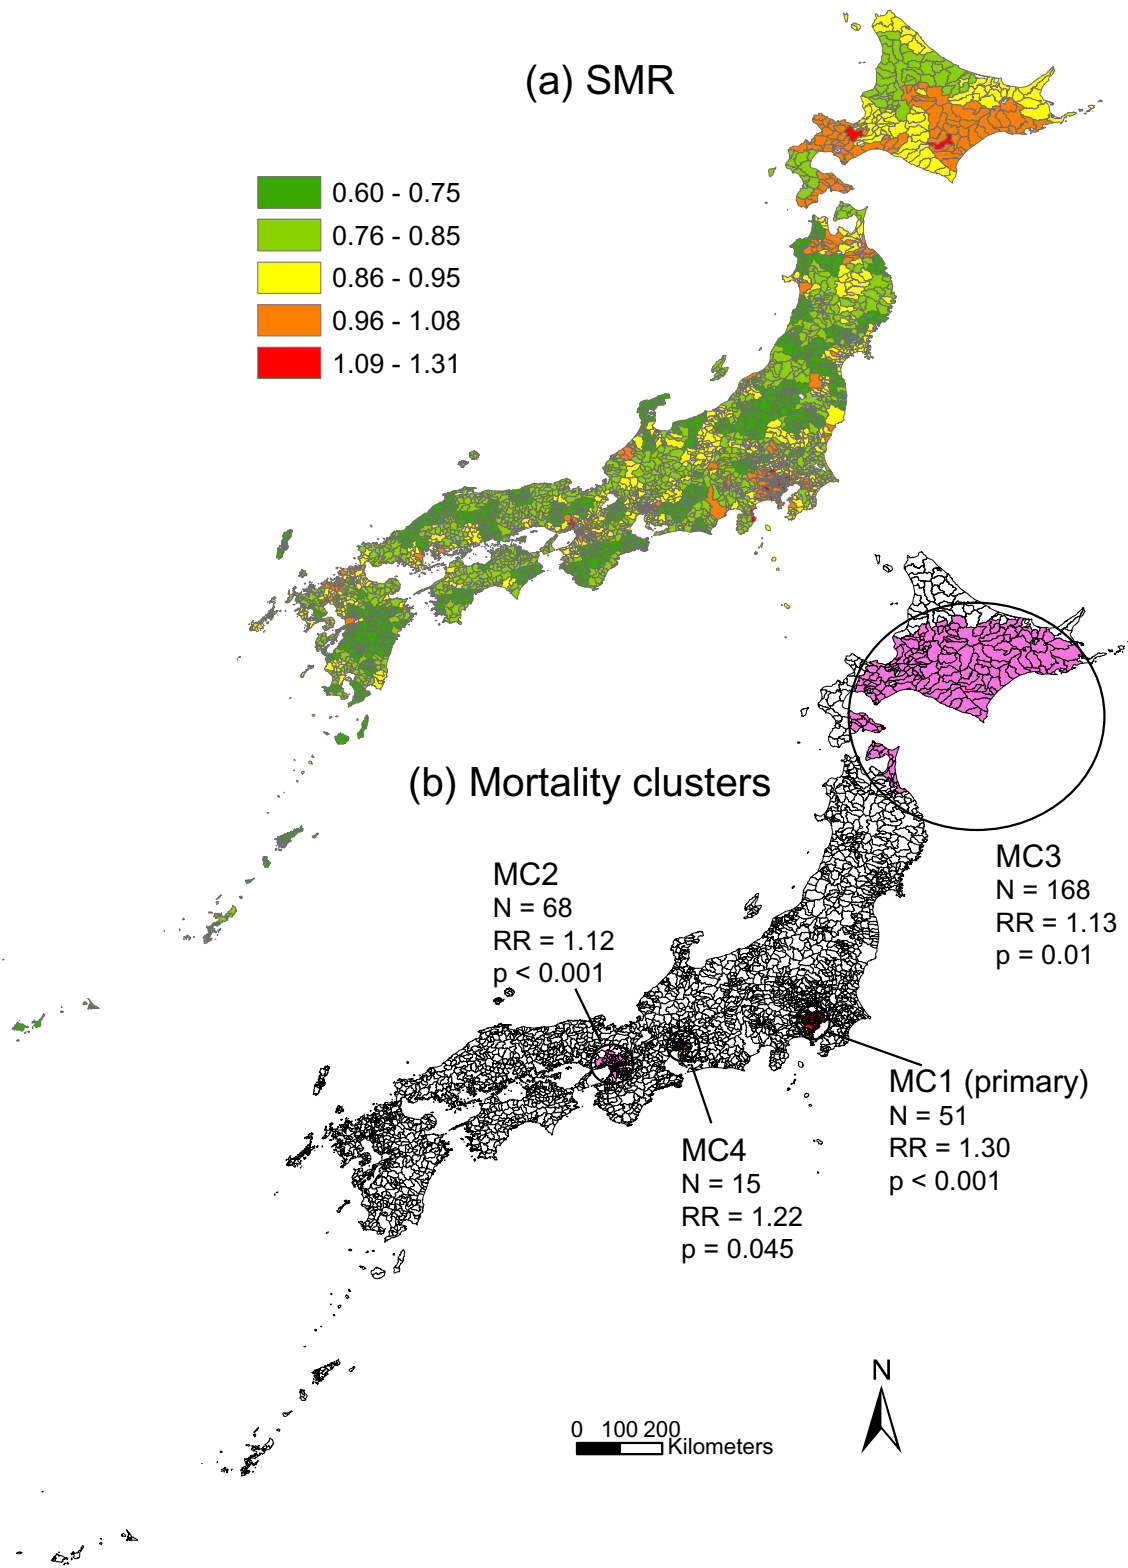 (a) SMR
0.60 - 0.75
0.76 - 0.85
0.86 - 0.95
0.96 - 1.08
1.09 - 1.31
(b) Mortality clusters
MC3
N = 168
RR = 1.13
p = 0.01
MC2
N = 68
RR = 1.12
p < 0.001
MC1 (primary)
N = 51
RR = 1.30
p < 0.001
MC4
N = 15
RR = 1.22
p = 0.045
N
0 100 200
Kilometers